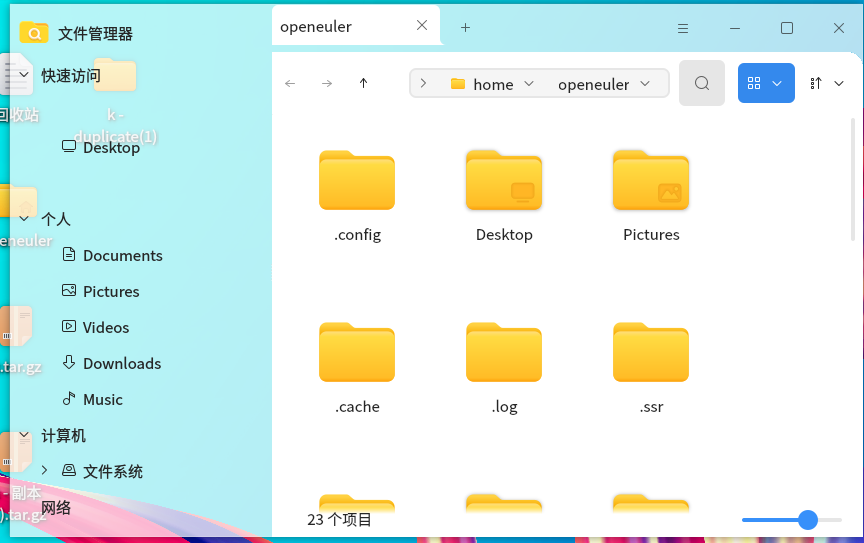 文件管理器
openeuler
快速访问
home
openeuler
回收站
k -
duplicate(1)
Desktop
个人
eneuler
Documents
Pictures
Videos
Downloads
Music
计算机
文件系统
网络
.tar.gz
- 副本
).tar.gz
.config
Desktop
Pictures
.cache
.log
.ssr
23 个项目